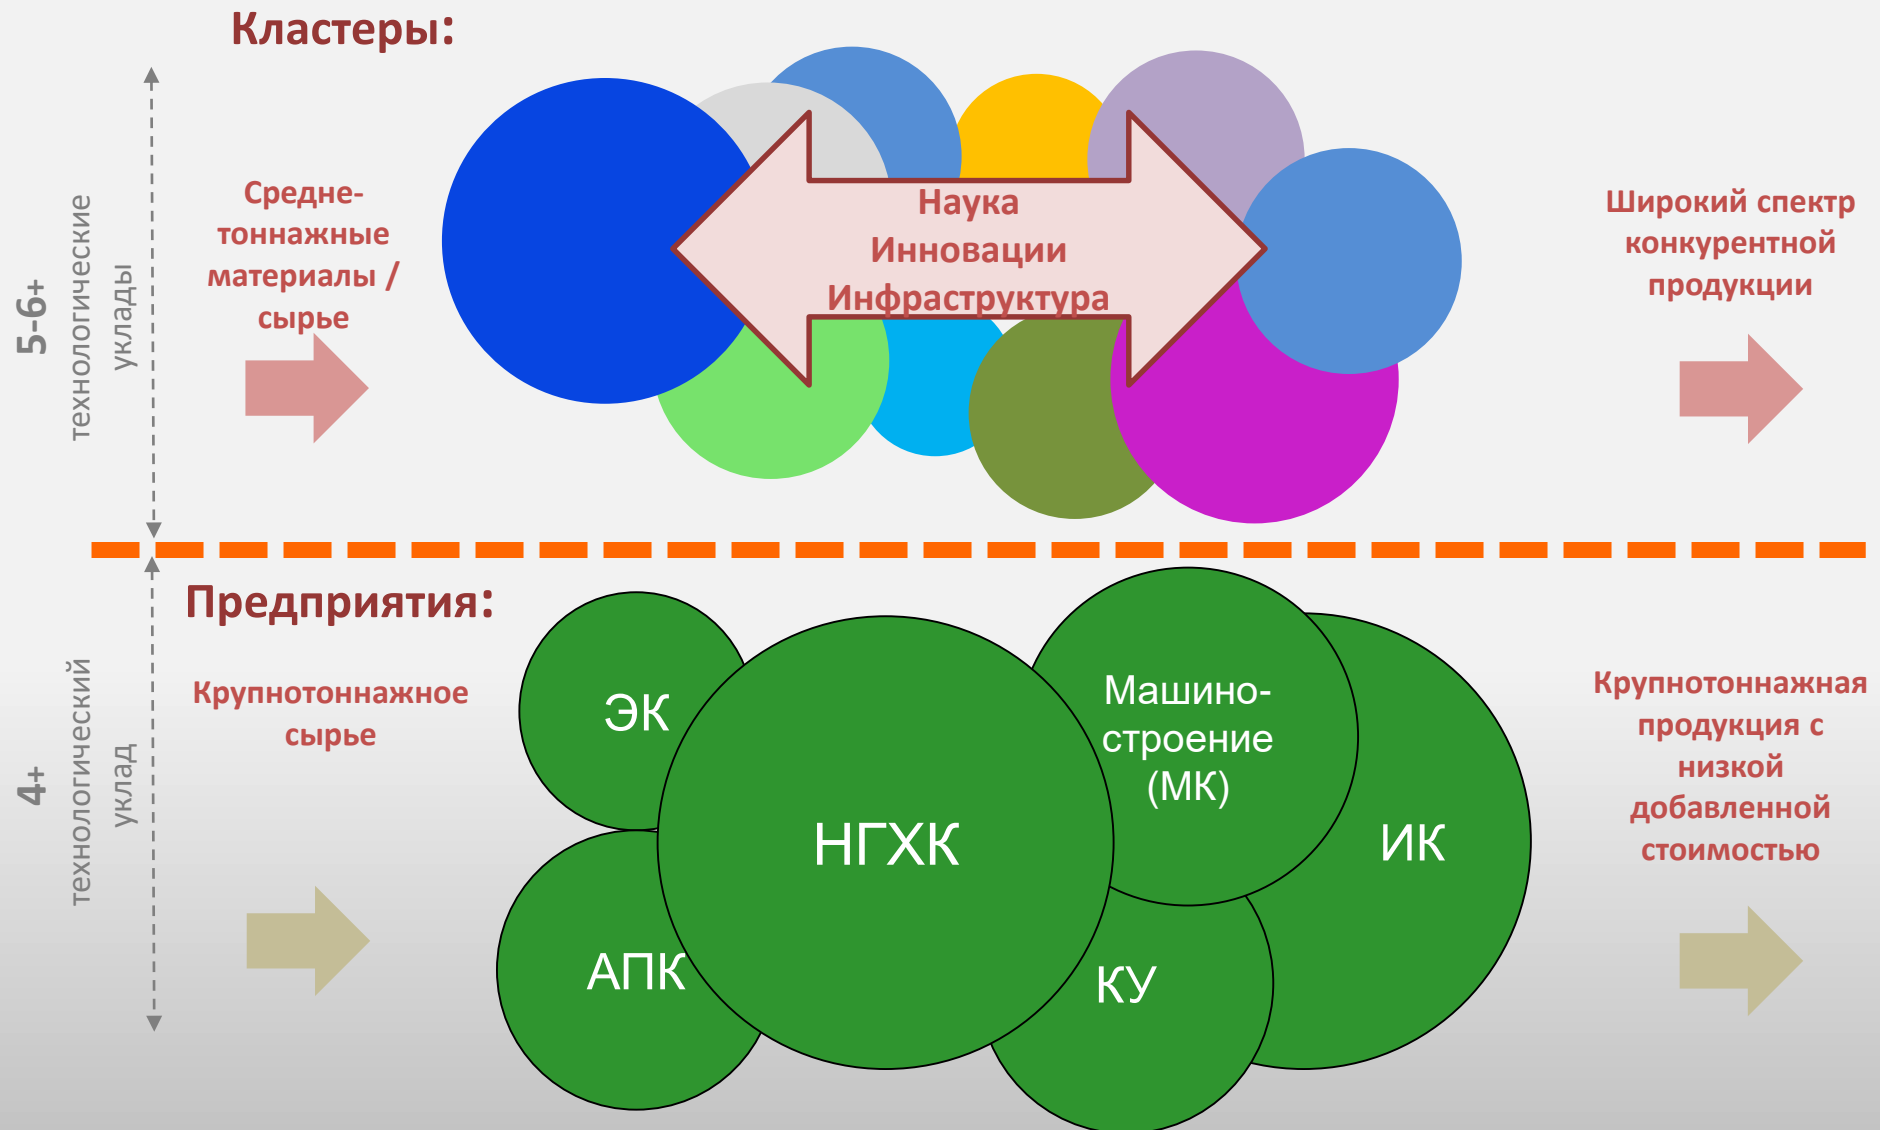 Кластеры:
5-6+
технологические
уклады
Средне-
тоннажные
материалы /
сырье
Наука
Инновации
Инфраструктура
Широкий спектр
конкурентной
продукции
Предприятия:
4+
технологический
уклад
Крупнотоннажное
сырье
ЭК
АПК
НГХК
Машино-
строение
(МК)
КУ
ИК
Крупнотоннажная
продукция с
низкой
добавленной
стоимостью